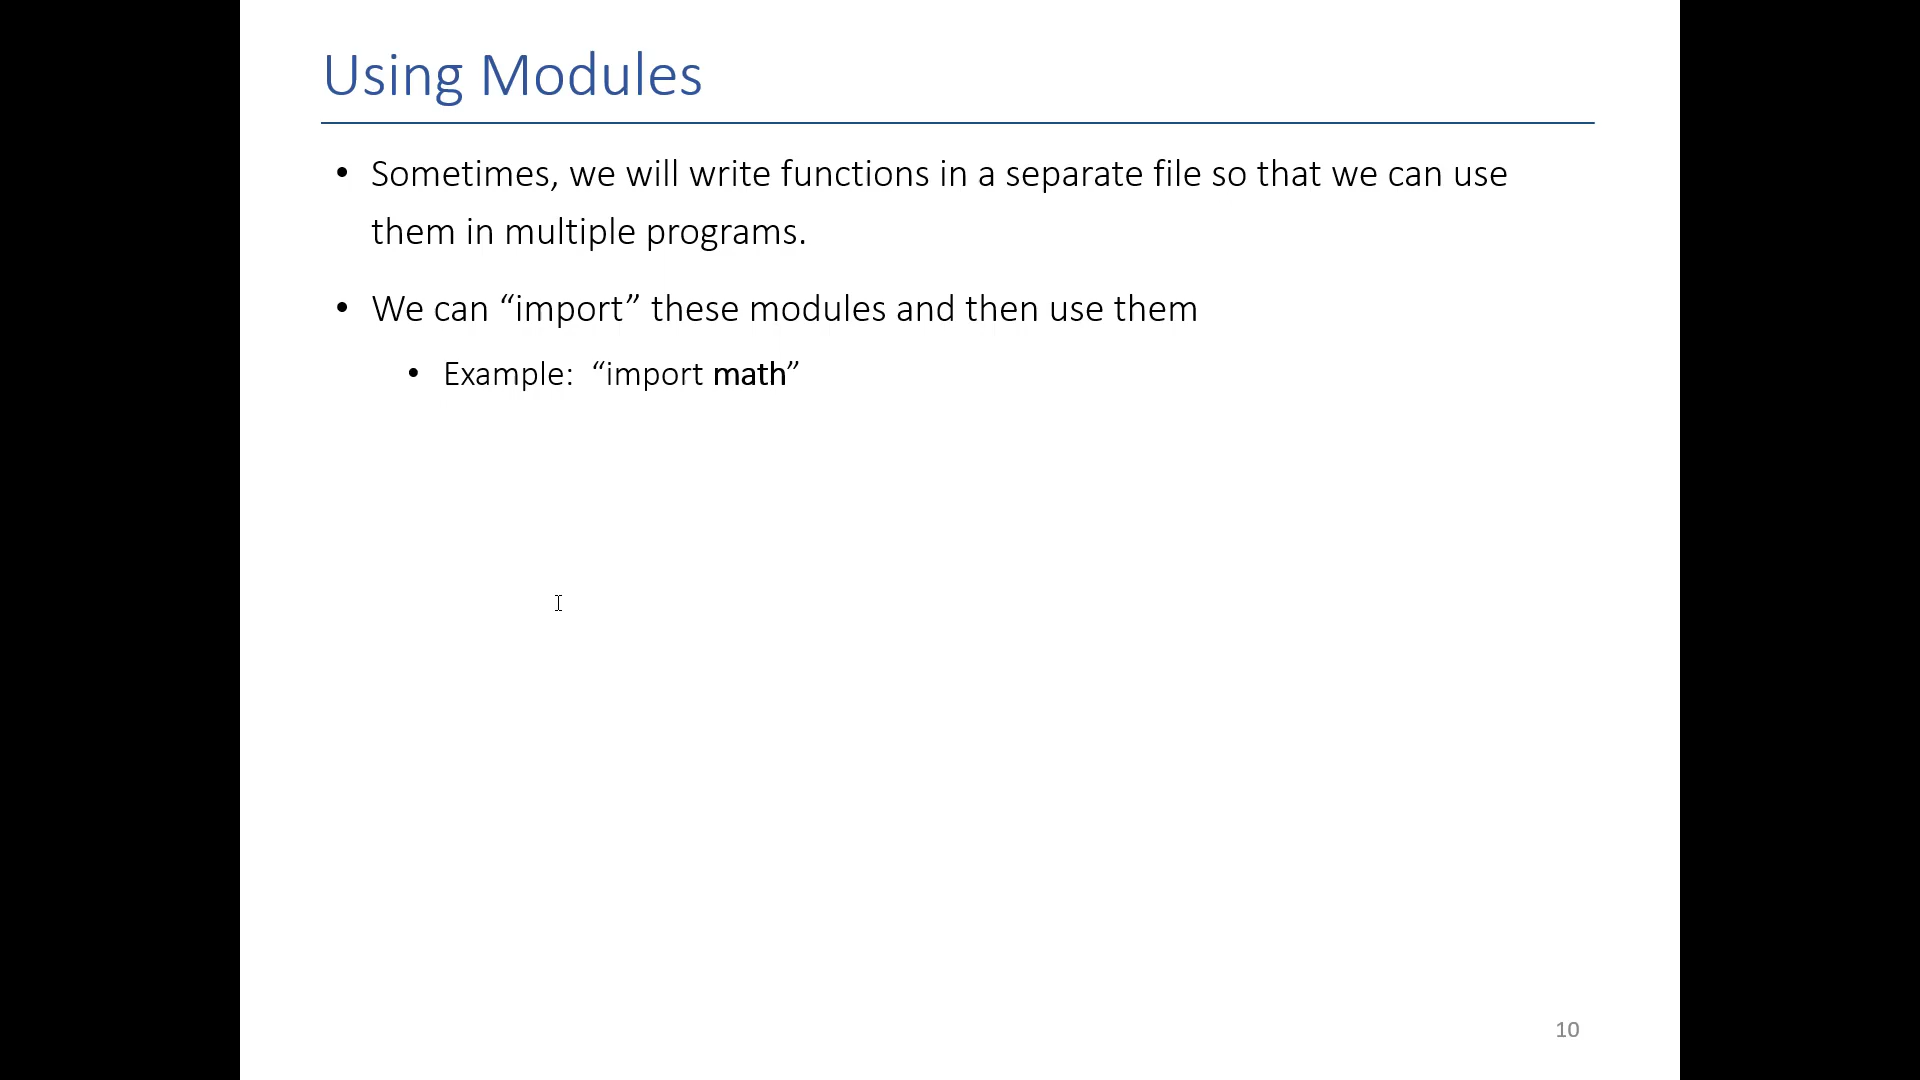 Using Modules
• Sometimes, we will write functions in a separate file so that we can use
them in multiple programs.
• We can “import” these modules and then use them
• Example:  “import math”
10